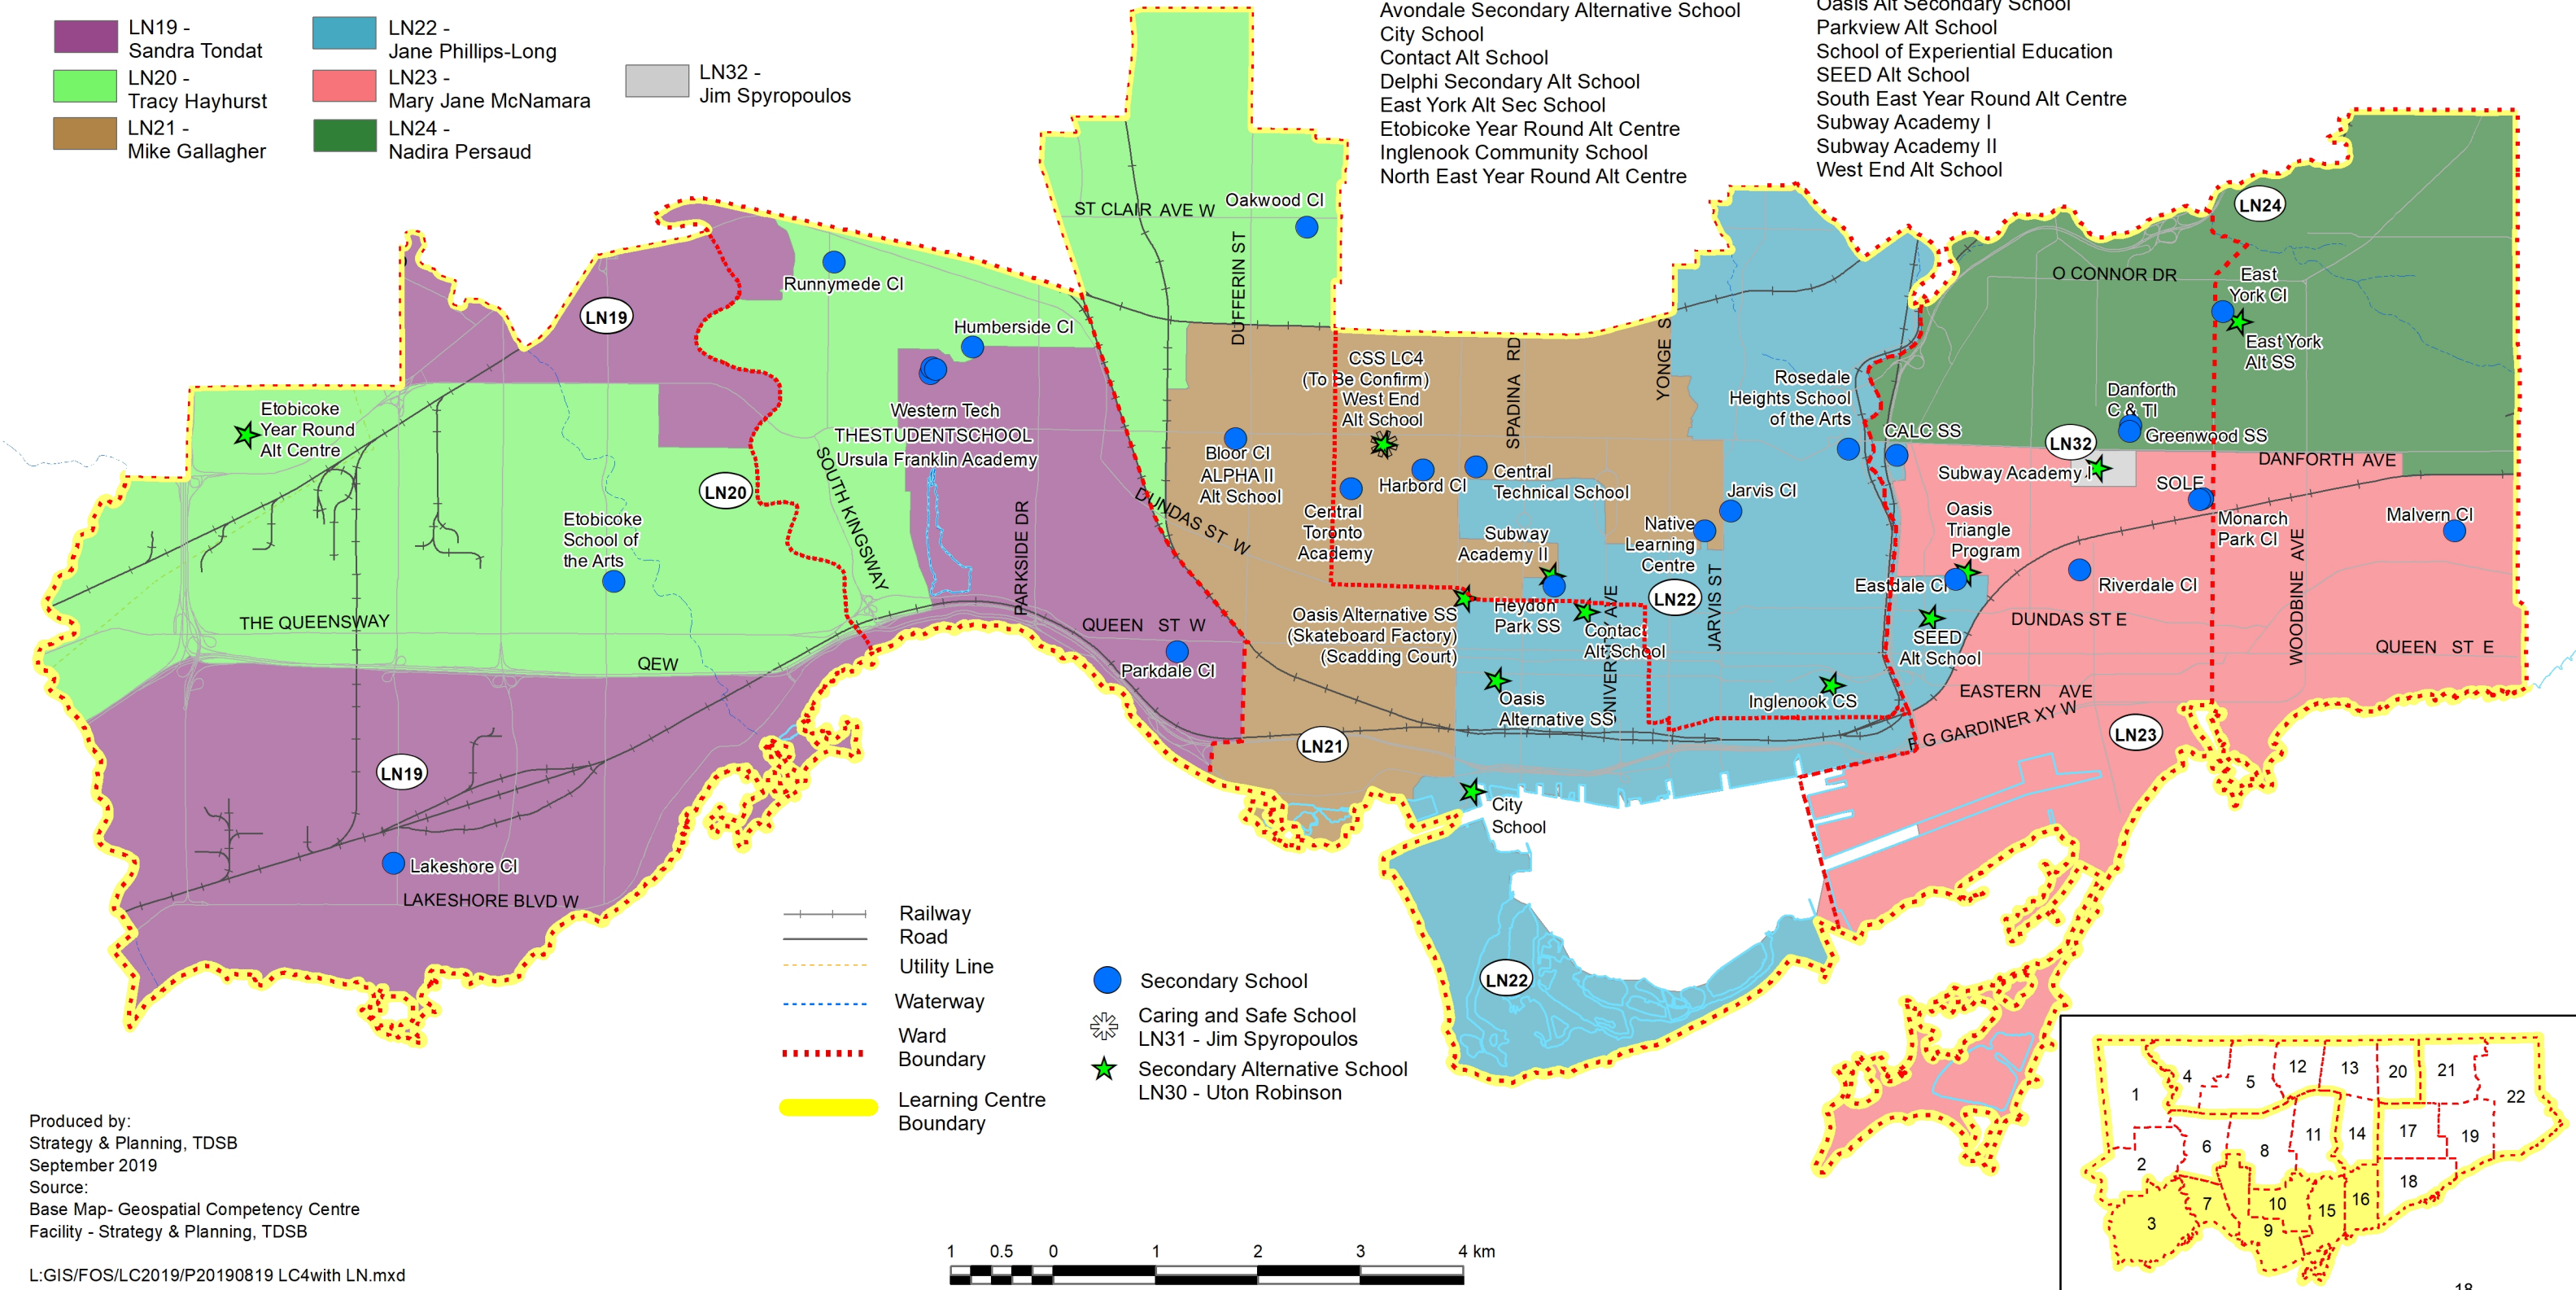 LN19 -
Sandra Tondat
LN20 -
Tracy Hayhurst
LN21 -
Mike Gallagher
LN22 -
Jane Phillips-Long
LN23 -
Mary Jane McNamara
LN24 -
Nadira Persaud
LN32 -
Jim Spyropoulos
Avondale Secondary Alternative School
City School
Contact Alt School
Delphi Secondary Alt School
East York Alt Sec School
Etobicoke Year Round Alt Centre
Inglenook Community School
North East Year Round Alt Centre
Oasis Alt Secondary School
Parkview Alt School
School of Experiential Education
SEED Alt School
South East Year Round Alt Centre
Subway Academy I
Subway Academy II
West End Alt School
LN24
ST CLAIR AVE W
Oakwood CI
DUFFERIN ST
Runnymede CI
LN19
Humberside CI
O CONNOR DR
East
York CI
East York
Alt SS
CSS LC4
(To Be Confirm)
West End
Alt School
SPADINA RD
YONGE S
Rosedale
Heights School
of the Arts
Danforth
C & TI
Greenwood SS
Etobicoke
Year Round
Alt Centre
Western Tech
THESTUDENTSCHOOL
Ursula Franklin Academy
CALC SS
LN32
DANFORTH AVE
Subway Academy I
Bloor CI
ALPHA II
Alt School
Harbord CI
Central
Technical School
Jarvis CI
LN20
SOUTH KINGSWAY
DUNDAS ST W
PARKSIDE DR
Central
Toronto
Academy
Subway
Academy II
Native
Learning
Centre
Oasis
Triangle
Program
SOLE
Monarch
Park CI
Malvern CI
WOODBINE AVE
Etobicoke
School of
the Arts
Eastdale CI
Riverdale CI
LN22
JARVIS ST
THE QUEENSWAY
QEW
QUEEN ST W
Parkdale CI
Oasis Alternative SS
(Skateboard Factory)
(Scadding Court)
Heydon
Park SS
Contact
Alt School
UNIVERSITY AVE
SEED
Alt School
DUNDAS ST E
QUEEN ST E
EASTERN AVE
Oasis
Alternative SS
Inglenook CS
F G GARDINER XY W
LN21
LN23
LN19
City
School
Lakeshore CI
LAKESHORE BLVD W
LN22
Railway
Road
Utility Line
Waterway
Ward
Boundary
Learning Centre
Boundary
Secondary School
Caring and Safe School
LN31 - Jim Spyropoulos
Secondary Alternative School
LN30 - Uton Robinson
Produced by:
Strategy & Planning, TDSB
September 2019
Source:
Base Map- Geospatial Competency Centre
Facility - Strategy & Planning, TDSB
L:GIS/FOS/LC2019/P20190819 LC4with LN.mxd
1 0.5 0 1 2 3 4 km
1
4
5
12
13
20
21
22
2
6
8
11
14
17
19
18
3
7
10
9
15
16
18